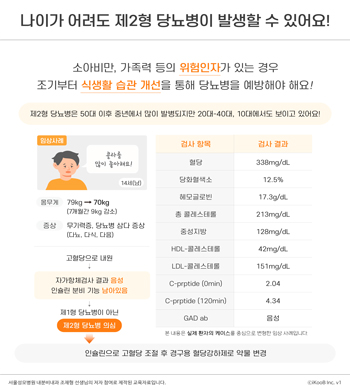 나이가 어려도 제2형 당뇨병이 발생할 수 있어요!
소아비만, 가족력 등의 위험인자가 있는 경우
조기부터 식생활 습관 개선을 통해 당뇨병을 예방해야 해요!
제2형 당뇨병은 50대 이후 중년에서 많이 발병되지만 20대-40대, 10대에서도 보이고 있어요!
임상사례
콜라를
많이 좋아해요!
14세(남)
몸무게 79kg → 70kg
(7개월간 9kg 감소)
증상 무기력증, 당뇨병 삼다 증상
(다뇨, 다식, 다음)
고혈당으로 내원
자가항체검사 결과 음성
인슐린 분비 기능 남아있음
제1형 당뇨병이 아닌
제2형 당뇨병 의심
검사 항목 검사 결과
혈당 338mg/dL
당화혈색소 12.5%
헤모글로빈 17.3g/dL
총 콜레스테롤 213mg/dL
중성지방 128mg/dL
HDL-콜레스테롤 42mg/dL
LDL-콜레스테롤 151mg/dL
C-prptide (0min) 2.04
C-prptide (120min) 4.34
GAD ab 음성
본 내용은 실제 환자의 케이스를 중심으로 변형한 임상 사례입니다.
인슐린으로 고혈당 조절 후 경구용 혈당강하제로 약물 변경
서울성모병원 내분비내과 조재형 선생님의 저자 참여로 제작된 교육자료입니다.
ⓒiKooB Inc. v.1